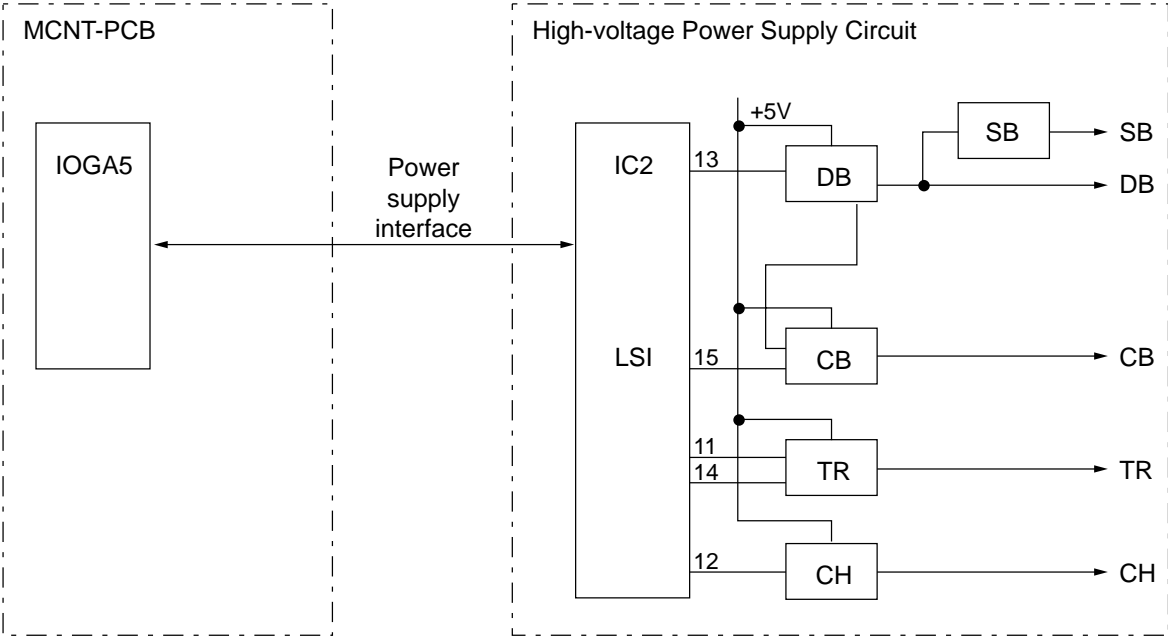 MCNT-PCB
High-voltage Power Supply Circuit
IOGA5
Power
supply
interface
IC2
LSI
+5V
13
DB
SB
SB
DB
15
CB
CB
11
14
TR
TR
12
CH
CH